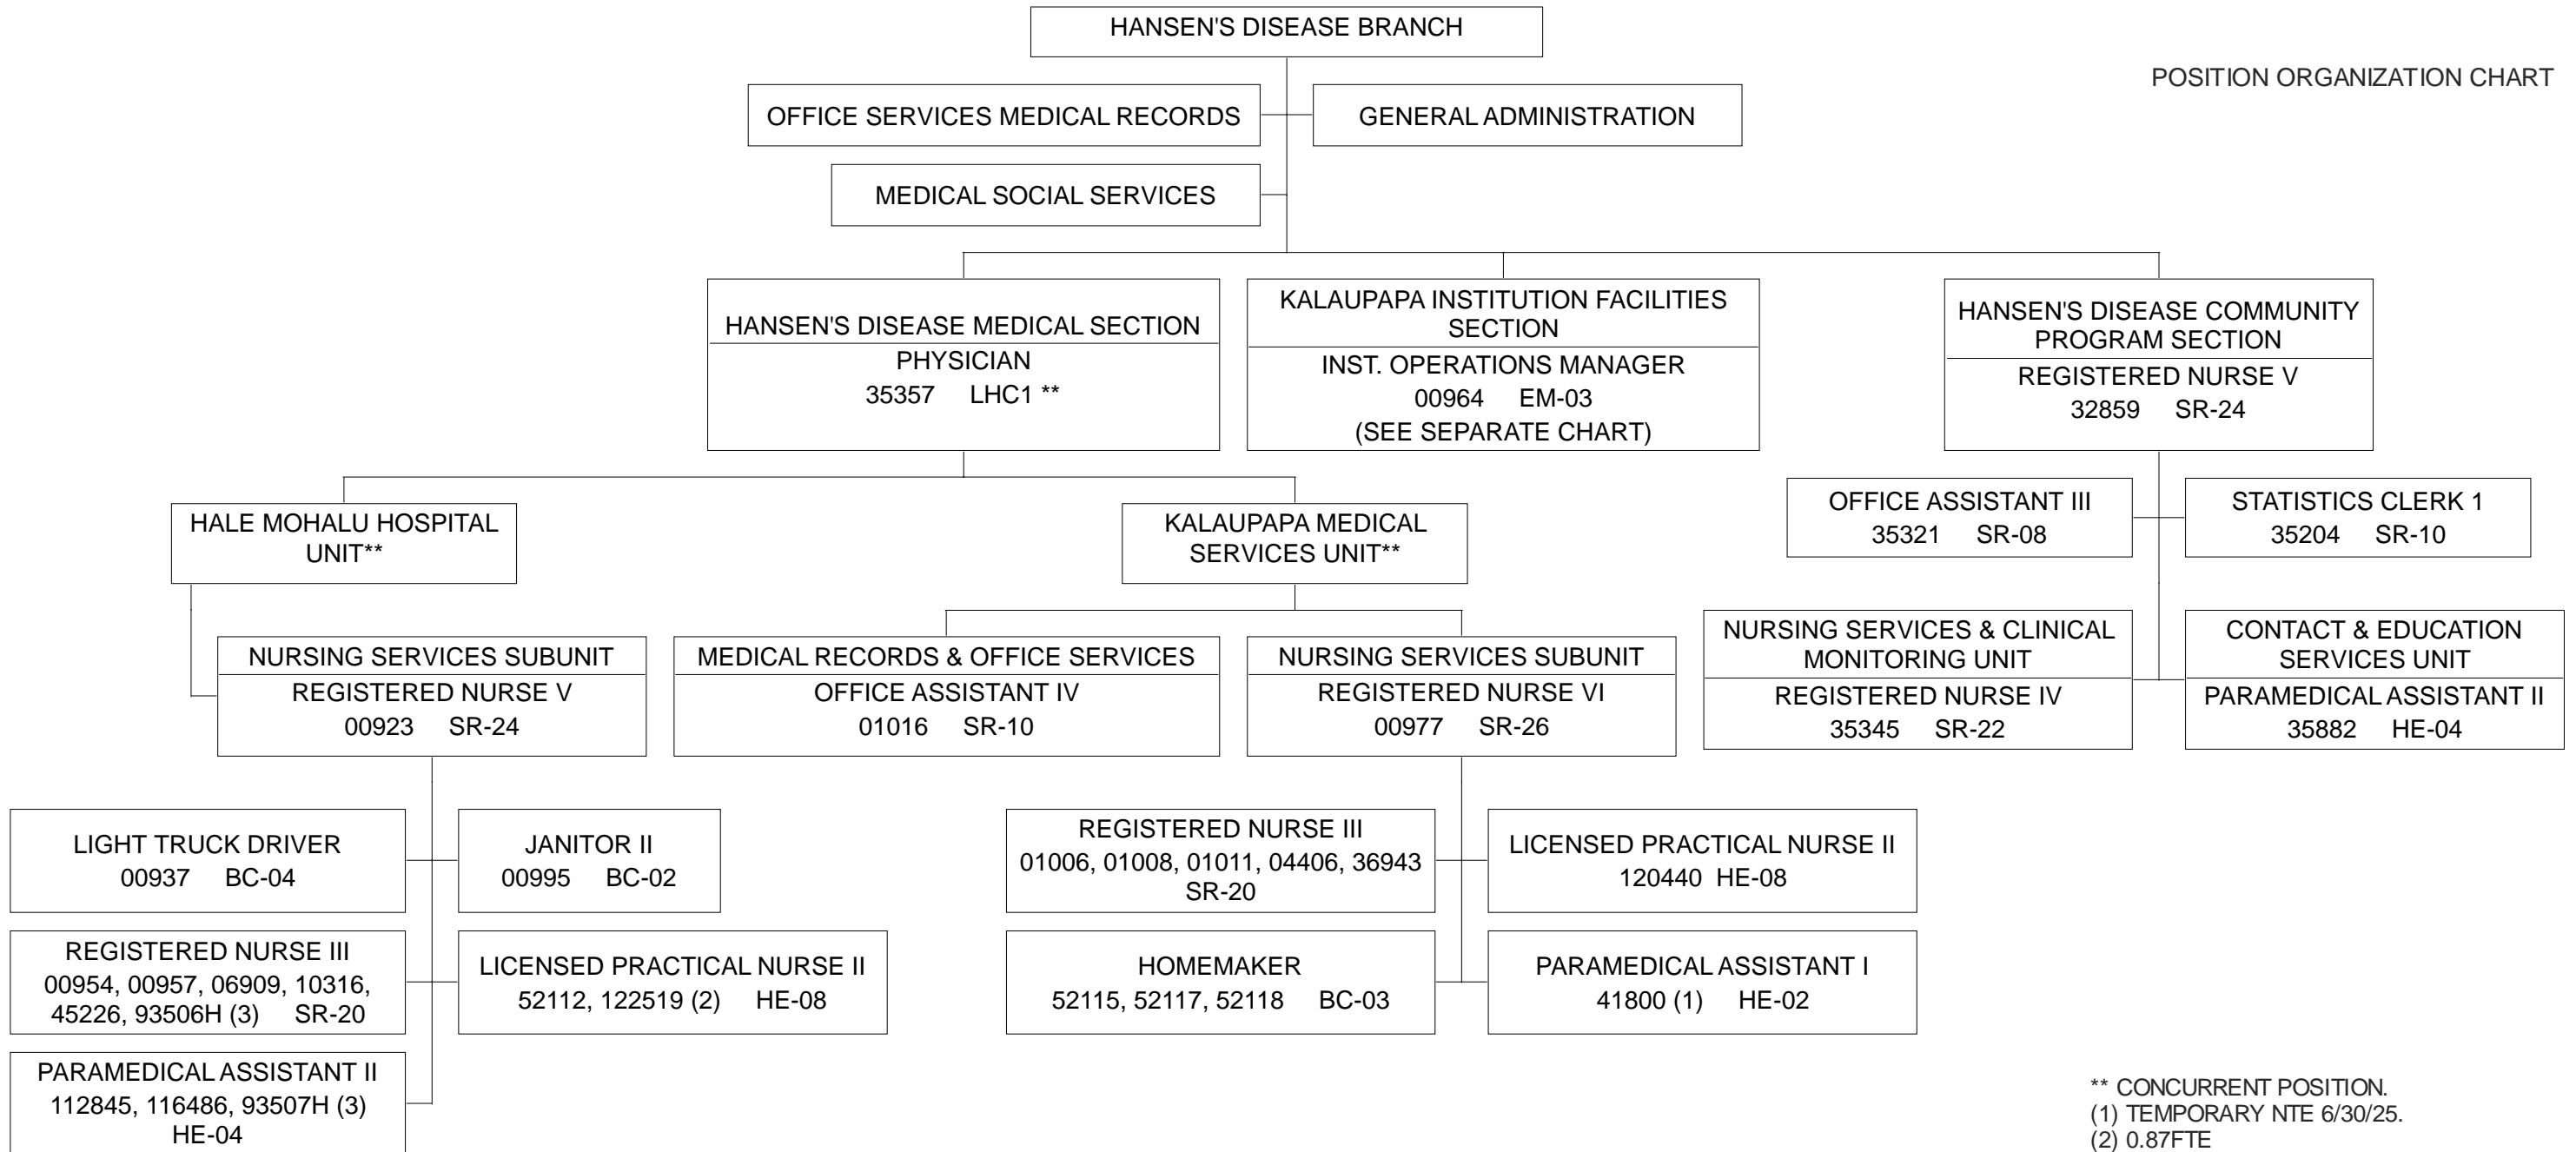 HANSEN'S DISEASE BRANCH
POSITION ORGANIZATION CHART
OFFICE SERVICES MEDICAL RECORDS
GENERAL ADMINISTRATION
MEDICAL SOCIAL SERVICES
HANSEN'S DISEASE MEDICAL SECTION
PHYSICIAN
35357 LHC1 **
KALAUPAPA INSTITUTION FACILITIES
SECTION
INST. OPERATIONS MANAGER
00964 EM-03
(SEE SEPARATE CHART)
HANSEN'S DISEASE COMMUNITY
PROGRAM SECTION
REGISTERED NURSE V
32859 SR-24
HALE MOHALU HOSPITAL
UNIT**
KALAUPAPA MEDICAL
SERVICES UNIT**
OFFICE ASSISTANT III
35321 SR-08
STATISTICS CLERK 1
35204 SR-10
NURSING SERVICES SUBUNIT
REGISTERED NURSE V
00923 SR-24
MEDICAL RECORDS & OFFICE SERVICES
OFFICE ASSISTANT IV
01016 SR-10
NURSING SERVICES SUBUNIT
REGISTERED NURSE VI
00977 SR-26
NURSING SERVICES & CLINICAL
MONITORING UNIT
REGISTERED NURSE IV
35345 SR-22
CONTACT & EDUCATION
SERVICES UNIT
PARAMEDICAL ASSISTANT II
35882 HE-04
LIGHT TRUCK DRIVER
00937 BC-04
JANITOR II
00995 BC-02
REGISTERED NURSE III
01006, 01008, 01011, 04406, 36943
SR-20
LICENSED PRACTICAL NURSE II
120440 HE-08
REGISTERED NURSE III
00954, 00957, 06909, 10316,
45226, 93506H (3) SR-20
LICENSED PRACTICAL NURSE II
52112, 122519 (2) HE-08
HOMEMAKER
52115, 52117, 52118 BC-03
PARAMEDICAL ASSISTANT I
41800 (1) HE-02
PARAMEDICAL ASSISTANT II
112845, 116486, 93507H (3)
HE-04
** CONCURRENT POSITION.
(1) TEMPORARY NTE 6/30/25.
(2) 0.87FTE